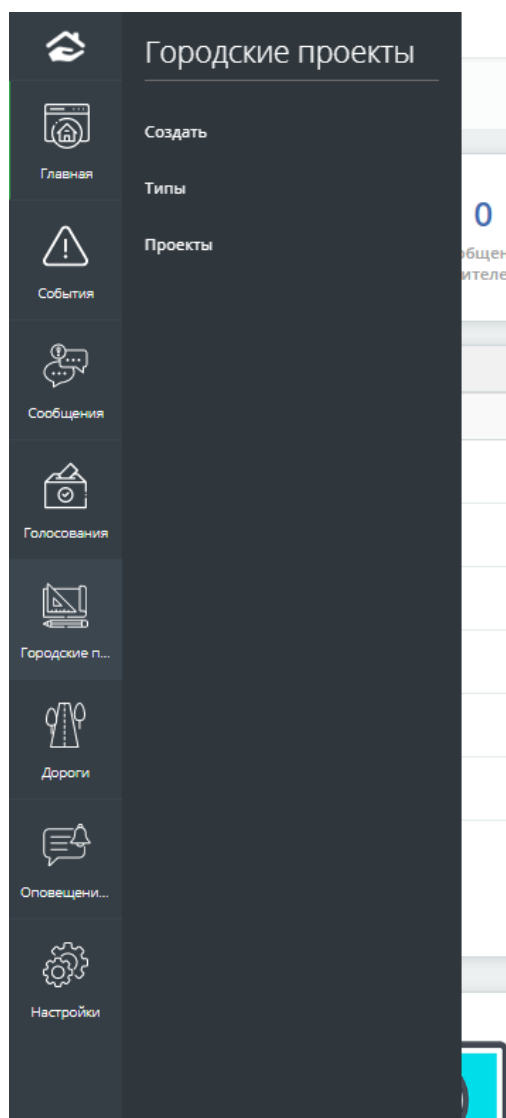 Городские проекты
Создать
Типы
Проекты
Главная
События
Сообщения
Голосования
Городские п...
Дороги
Оповещени...
Настройки
0